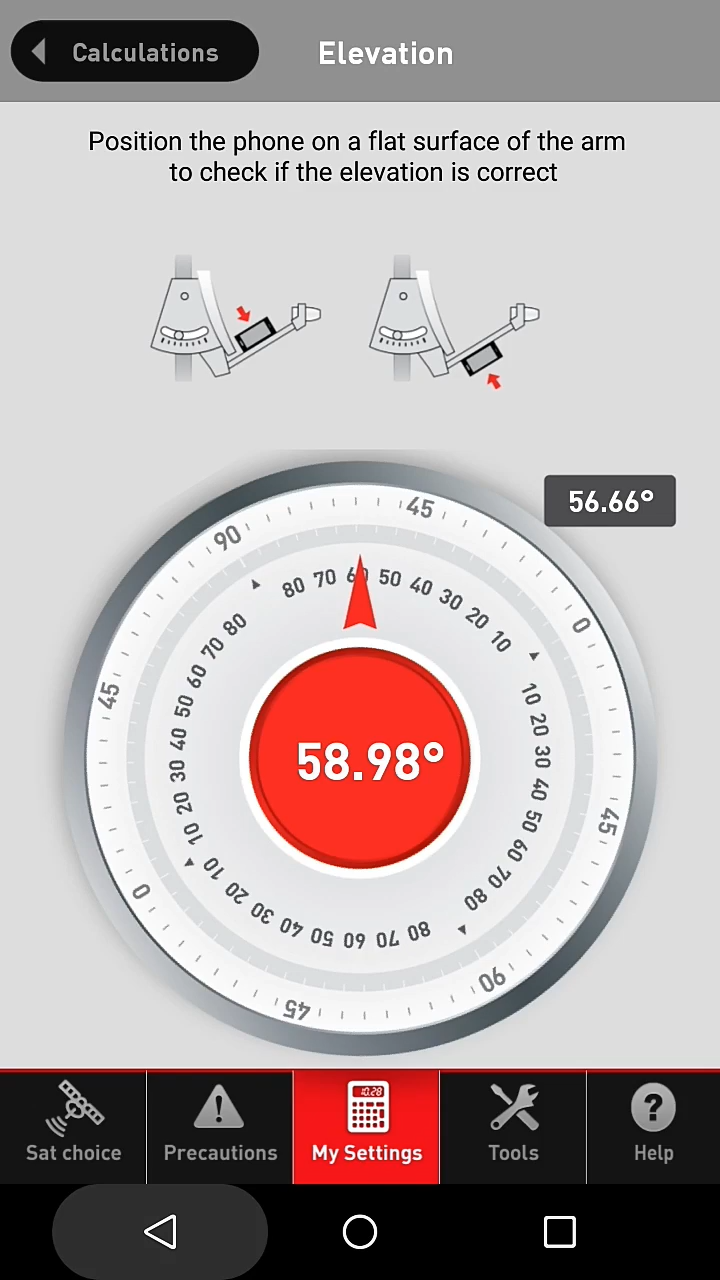 Calculations
Elevation
Position the phone on a flat surface of the arm
to check if the elevation is correct
56.66°
45
90
0
45
45
0
90
45
80 70 60 50 40 30 20 10
10 20 30 40 50 60 70 80
80 70 60 50 40 30 20 10
10 20 30 40 50 60 70 80
58.98°
10.28
Sat choice
Precautions
My Settings
Tools
Help